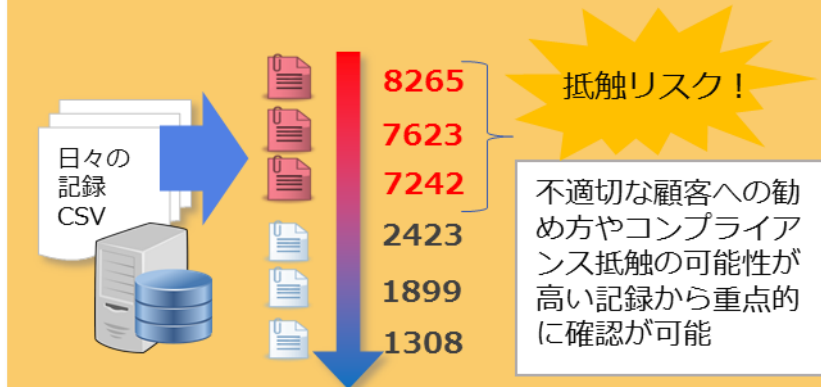 日々の
記録
CSV
8265
7623
7242
2423
1899
1308
抵触リスク！
不適切な顧客への勧
め方やコンプライア
ンス抵触の可能性が
高い記録から重点的
に確認が可能